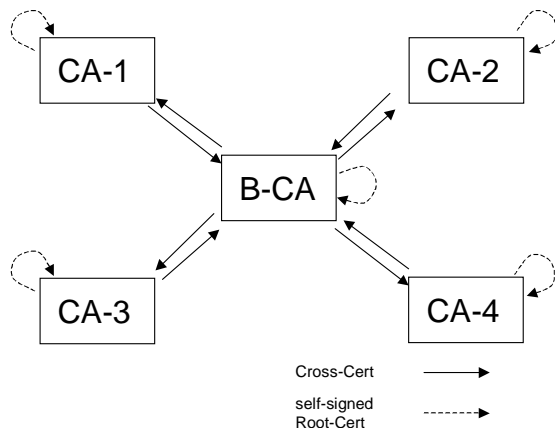 CA-1
CA-2
B-CA
CA-3
CA-4
Cross-Cert
self-signed
Root-Cert